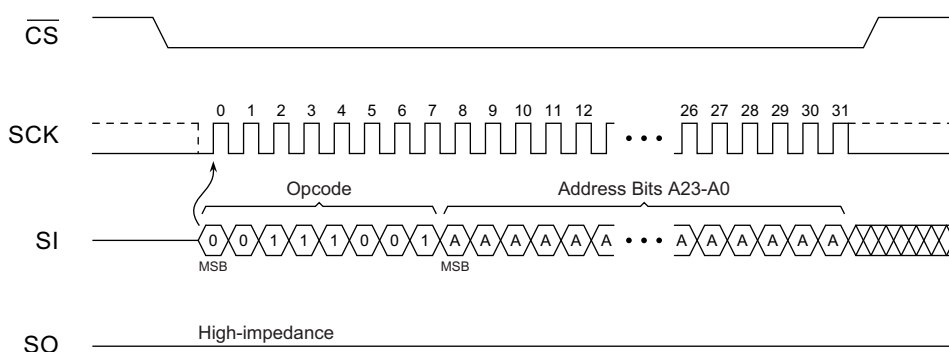 CS
0 1 2 3 4 5 6 7 8 9 10 11 12 26 27 28 29 30 31
SCK
Opcode Address Bits A23-A0
SI 0 0 1 1 1 0 0 1 A A A A A A A A A A A A
MSB MSB
High-impedance
SO